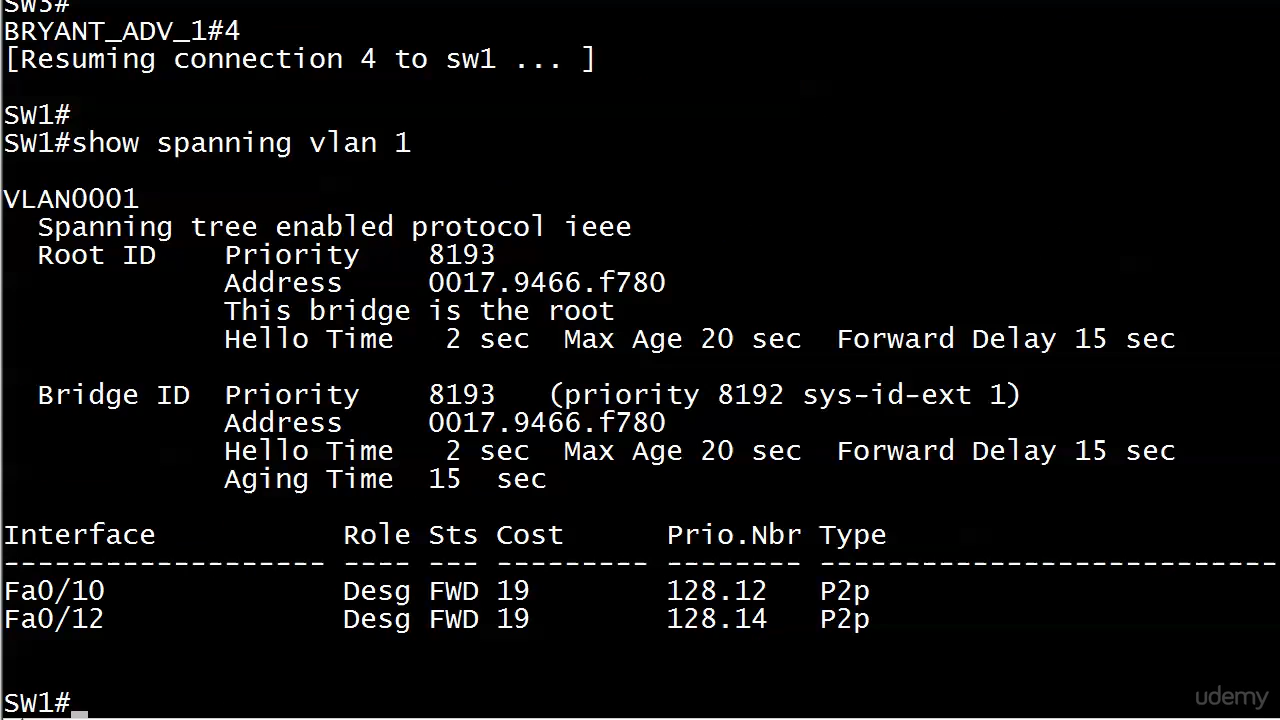 SW3#
BRYANT_ADV_1#4
[Resuming connection 4 to sw1 ... ]
SW1#
SW1#show spanning vlan 1
VLAN0001
  Spanning tree enabled protocol ieee
  Root ID    Priority    8193
             Address     0017.9466.f780
             This bridge is the root
             Hello Time   2 sec  Max Age 20 sec  Forward Delay 15 sec
  Bridge ID  Priority    8193   (priority 8192 sys-id-ext 1)
             Address     0017.9466.f780
             Hello Time   2 sec  Max Age 20 sec  Forward Delay 15 sec
             Aging Time  15  sec
Interface           Role Sts Cost      Prio.Nbr Type
------------------- ---- --- --------- -------- ---------------------------
Fa0/10              Desg FWD 19        128.12   P2p
Fa0/12              Desg FWD 19        128.14   P2p
SW1#
udemy